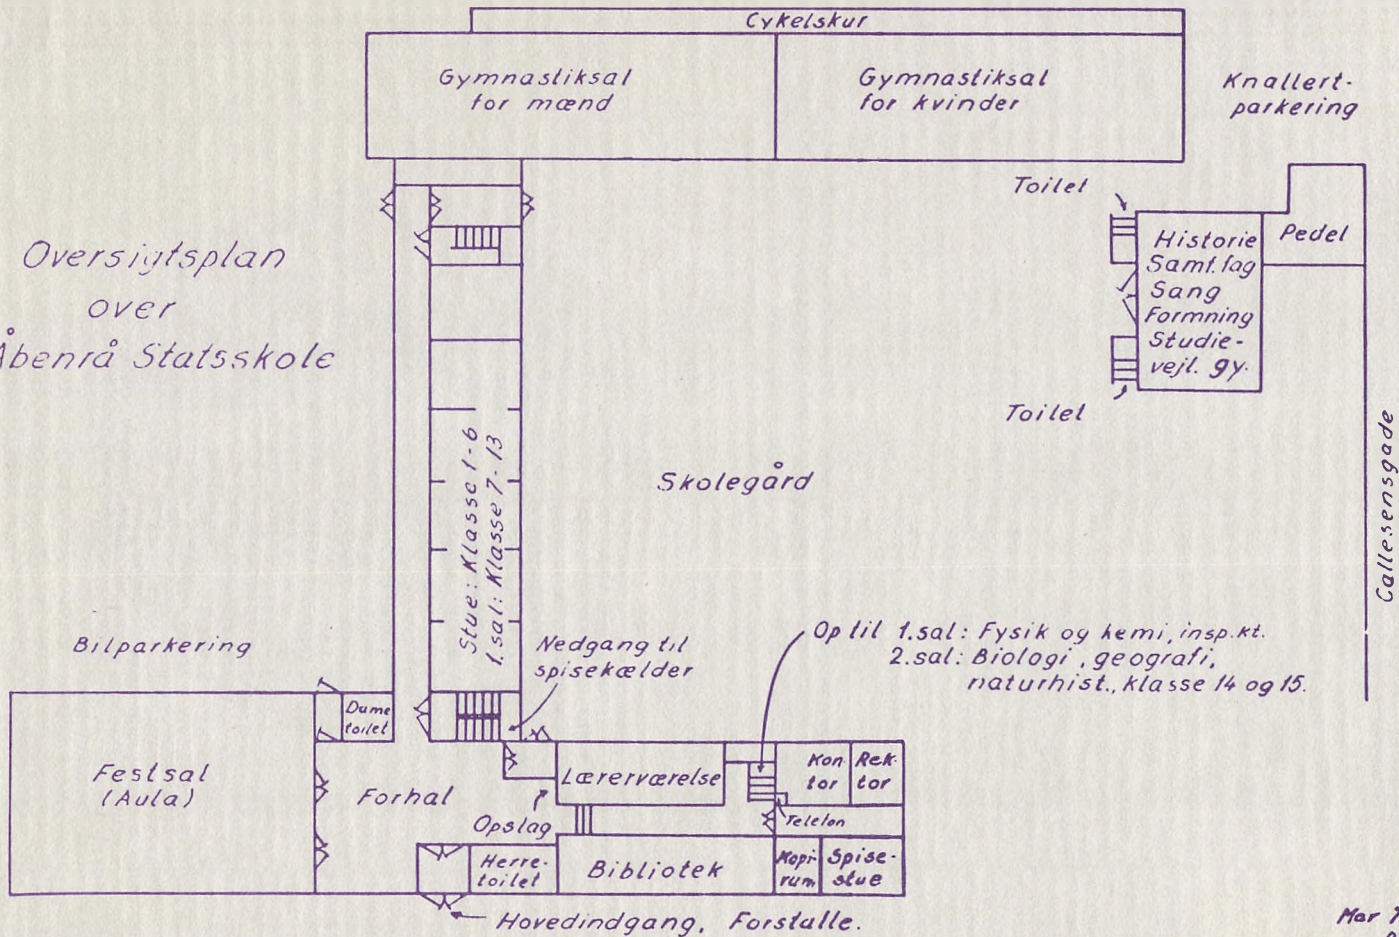 Cykelskur
Gymnastiksal
for mænd
Gymnastiksal
for kvinder
Knallert-
parkering
Toilet
Historie
Samf.fag
Sang
Formning
Studie-
vejl. gy.
Pedel
Toilet
Oversigtsplan
over
Åbenrå Statsskole
Stue: Klasse 1-6
1.sal: Klasse 7-13
Skolegård
Callesensgade
Bilparkering
Nedgang til
spisekælder
Op til 1.sal: Fysik og kemi, insp.kt.
2.sal: Biologi, geografi,
naturhist., klasse 14 og 15.
Dame
toilet
Festsal
(Aula)
Forhal
Lærerværelse
Kon
tor
Rek-
tor
Opslag
Telefon
Herre-
toilet
Bibliotek
Kopi-
rum
Spise-
stue
Hovedindgang, Forstalle.
Mar